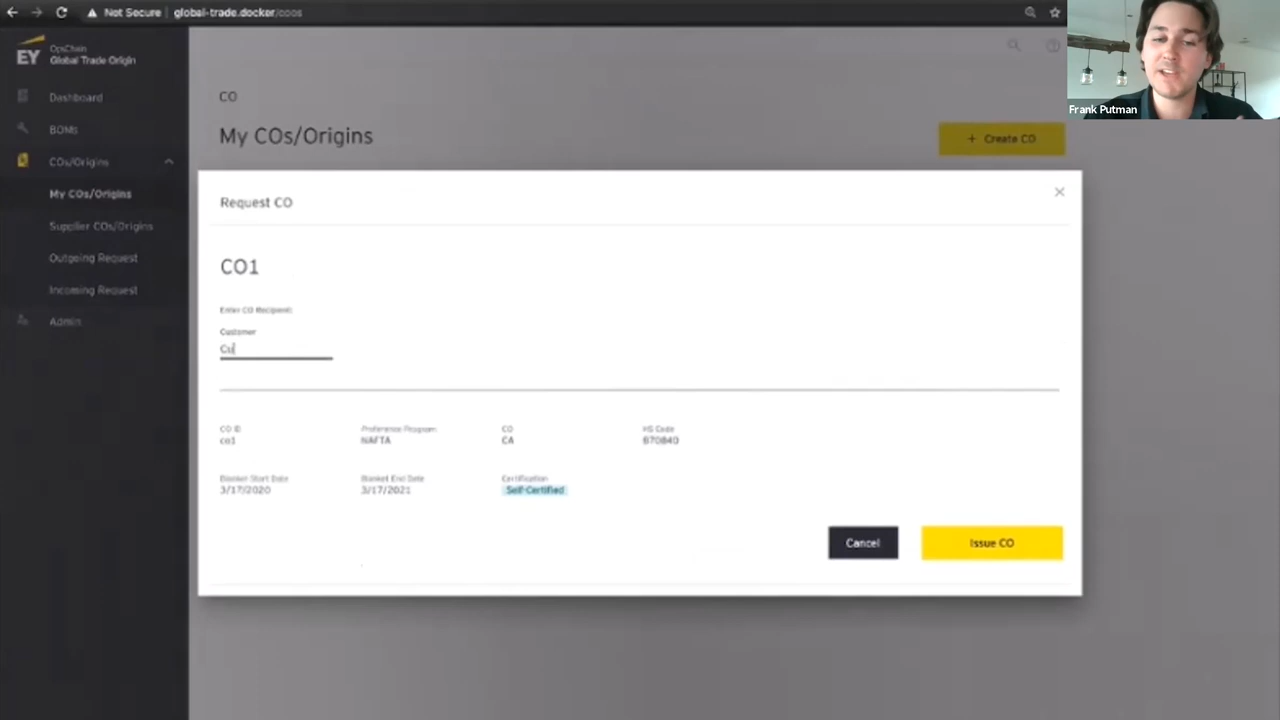 Not Secure global-trade.docker/coos
EY OpsChain
Global Trade Origin
Dashboard
BOMs
COs/Origins
My COs/Origins
Supplier COs/Origins
Outgoing Request
Incoming Request
Admin
CO
My COs/Origins
+ Create CO
Frank Putman
Request CO
CO1
Enter CO Recipient:
Customer
Cu
CO ID
Preference Program
CO
HS Code
co1
NAFTA
CA
870840
Blanket Start Date
Blanket End Date
Certification
3/17/2020
3/17/2021
Self-Certified
Cancel
Issue CO